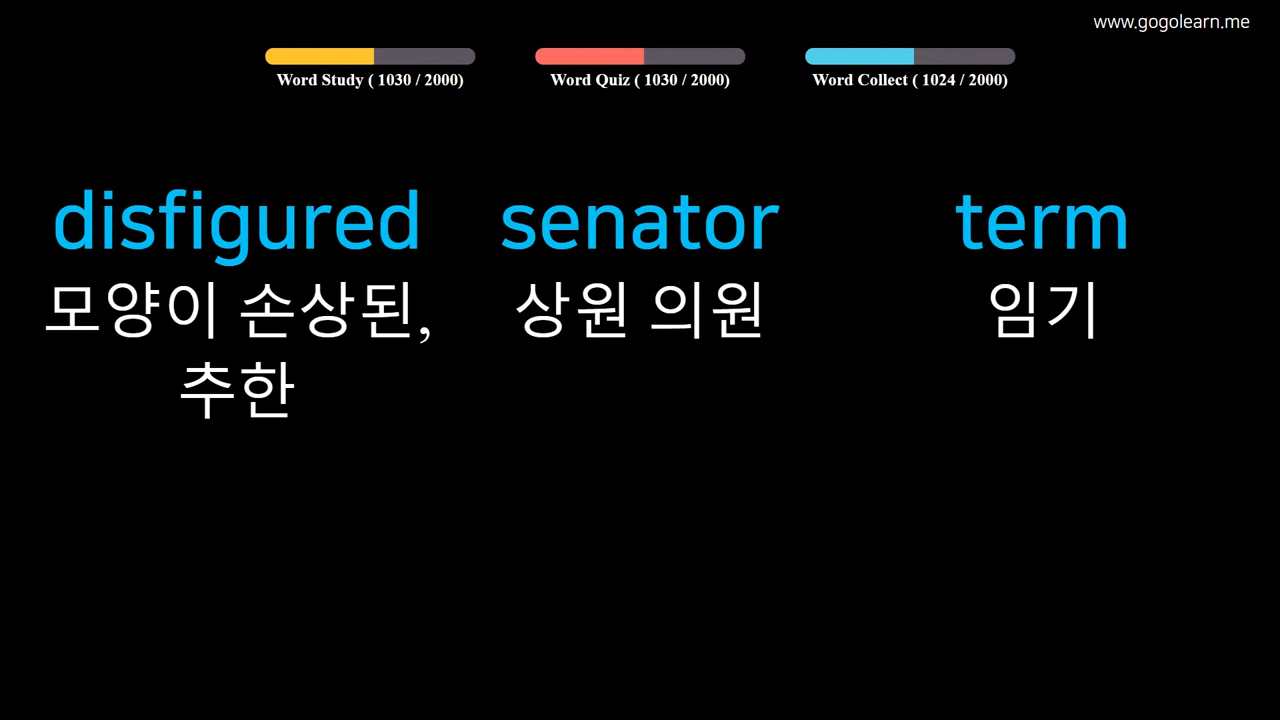 www.gogolearn.me
Word Study ( 1030 / 2000)
Word Quiz ( 1030 / 2000)
Word Collect ( 1024 / 2000)
disfigured
모양이 손상된,
추한
senator
상원 의원
term
임기